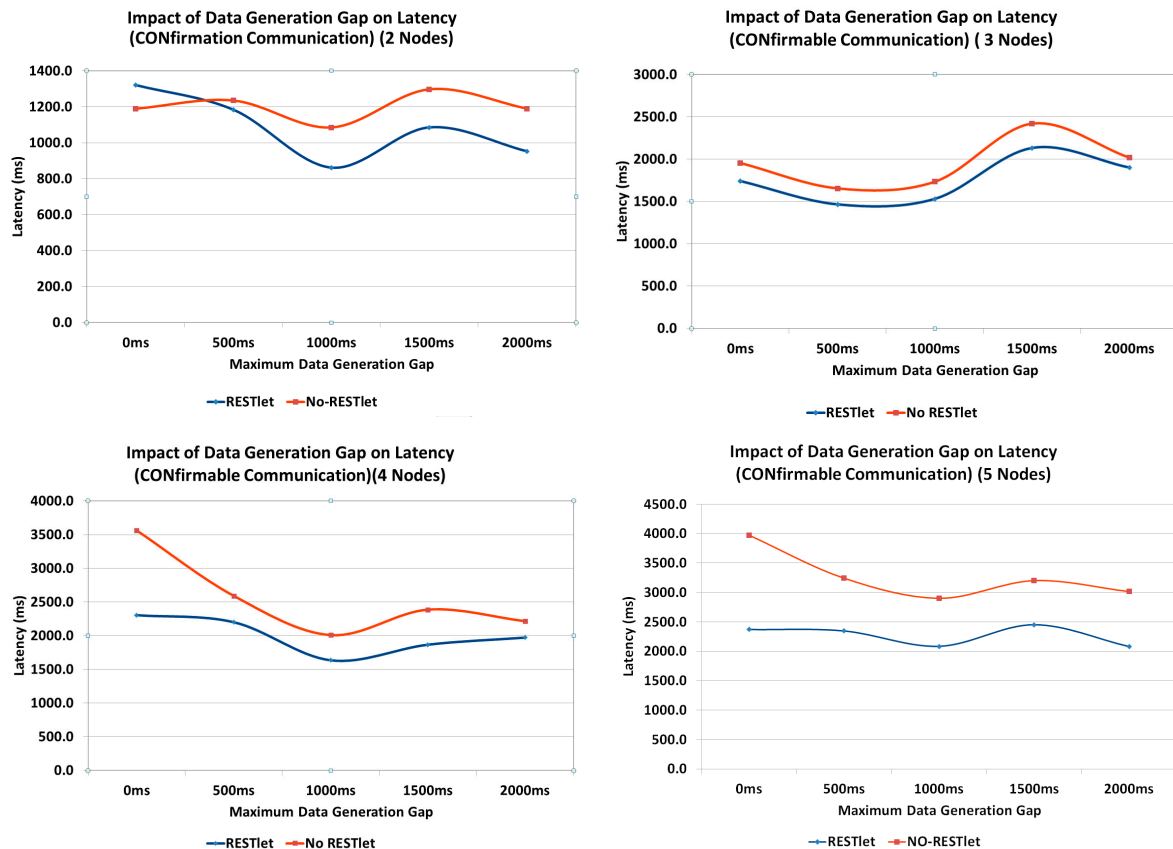 Impact of Data Generation Gap on Latency
(CONfirmation Communication) (2 Nodes)
1400.0
1200.0
1000.0
800.0
600.0
400.0
200.0
0.0
Latency (ms)
0ms 500ms 1000ms 1500ms 2000ms
Maximum Data Generation Gap
RESTlet No-RESTlet
Impact of Data Generation Gap on Latency
(CONfirmable Communication) ( 3 Nodes)
3000.0
2500.0
2000.0
1500.0
1000.0
500.0
0.0
Latency (ms)
0ms 500ms 1000ms 1500ms 2000ms
Maximum Data Generation Gap
RESTlet No RESTlet
Impact of Data Generation Gap on Latency
(CONfirmable Communication)(4 Nodes)
4000.0
3500.0
3000.0
2500.0
2000.0
1500.0
1000.0
500.0
0.0
Latency (ms)
0ms 500ms 1000ms 1500ms 2000ms
Maximum Data Generation Gap
RESTlet No RESTlet
Impact of Data Generation Gap on Latency
(CONfirmable Communication) (5 Nodes)
4500.0
4000.0
3500.0
3000.0
2500.0
2000.0
1500.0
1000.0
500.0
0.0
Latency (ms)
0ms 500ms 1000ms 1500ms 2000ms
Maximum Data Generation Gap
RESTlet NO-RESTlet